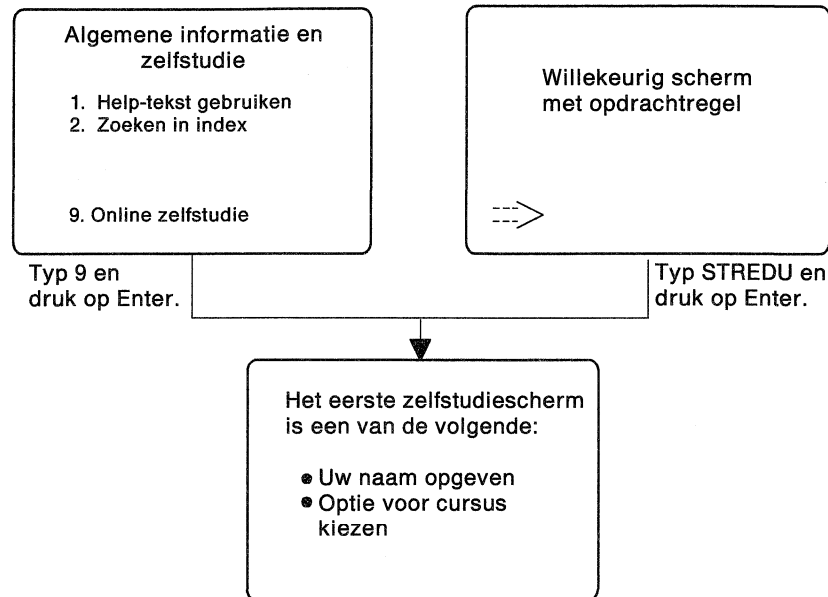 Algemene informatie en
zelfstudie
1. Help-tekst gebruiken
2. Zoeken in index
9. Online zelfstudie
Willekeurig scherm
met opdrachtregel
Typ 9 en
druk op Enter.
Typ STREDU en
druk op Enter.
Het eerste zelfstudiescherm
is een van de volgende:
● Uw naam opgeven
● Optie voor cursus
kiezen